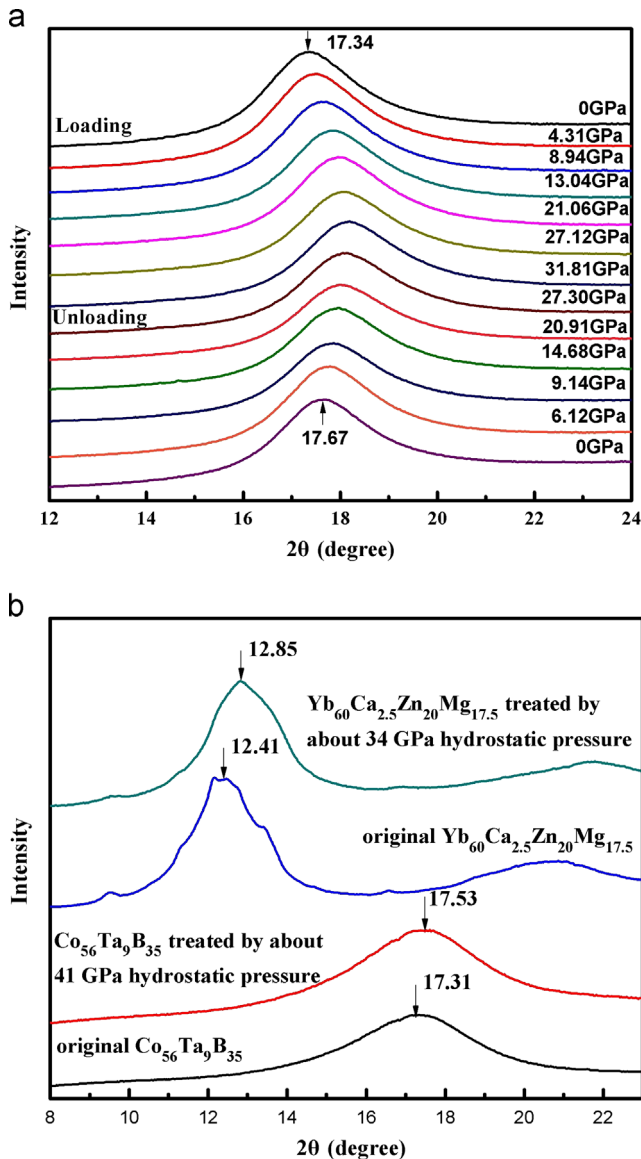 a
17.34
0GPa
Loading
4.31GPa
8.94GPa
13.04GPa
21.06GPa
27.12GPa
31.81GPa
27.30GPa
Unloading
20.91GPa
14.68GPa
9.14GPa
6.12GPa
17.67
0GPa
Intensity
12 14 16 18 20 22 24
2θ (degree)
b
12.85
Yb60Ca2.5Zn20Mg17.5 treated by
about 34 GPa hydrostatic pressure
12.41
original Yb60Ca2.5Zn20Mg17.5
Co56Ta9B35 treated by about
41 GPa hydrostatic pressure
17.53
17.31
original Co56Ta9B35
Intensity
8 10 12 14 16 18 20 22
2θ (degree)